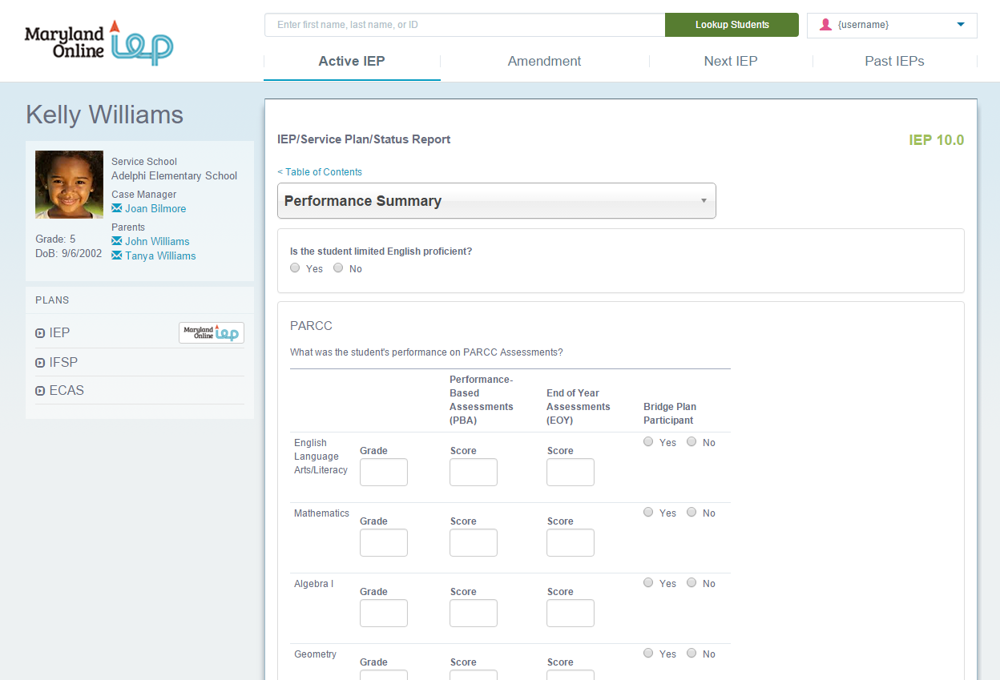 Maryland
Online iep
Enter first name, last name, or ID
Lookup Students
{username}
Active IEP
Amendment
Next IEP
Past IEPs
Kelly Williams
Service School
Adelphi Elementary School
Case Manager
Joan Bilmore
Parents
John Williams
Tanya Williams
Grade: 5
DoB: 9/6/2002
PLANS
IEP
Maryland
Online iep
IFSP
ECAS
IEP/Service Plan/Status Report
IEP 10.0
< Table of Contents
Performance Summary
Is the student limited English proficient?
Yes No
PARCC
What was the student's performance on PARCC Assessments?
Performance-
Based
Assessments
(PBA)
End of Year
Assessments
(EOY)
Bridge Plan
Participant
English
Language
Arts/Literacy
Grade
Score
Score
Yes No
Mathematics
Grade
Score
Score
Yes No
Algebra I
Grade
Score
Score
Yes No
Geometry
Grade
Score
Score
Yes No